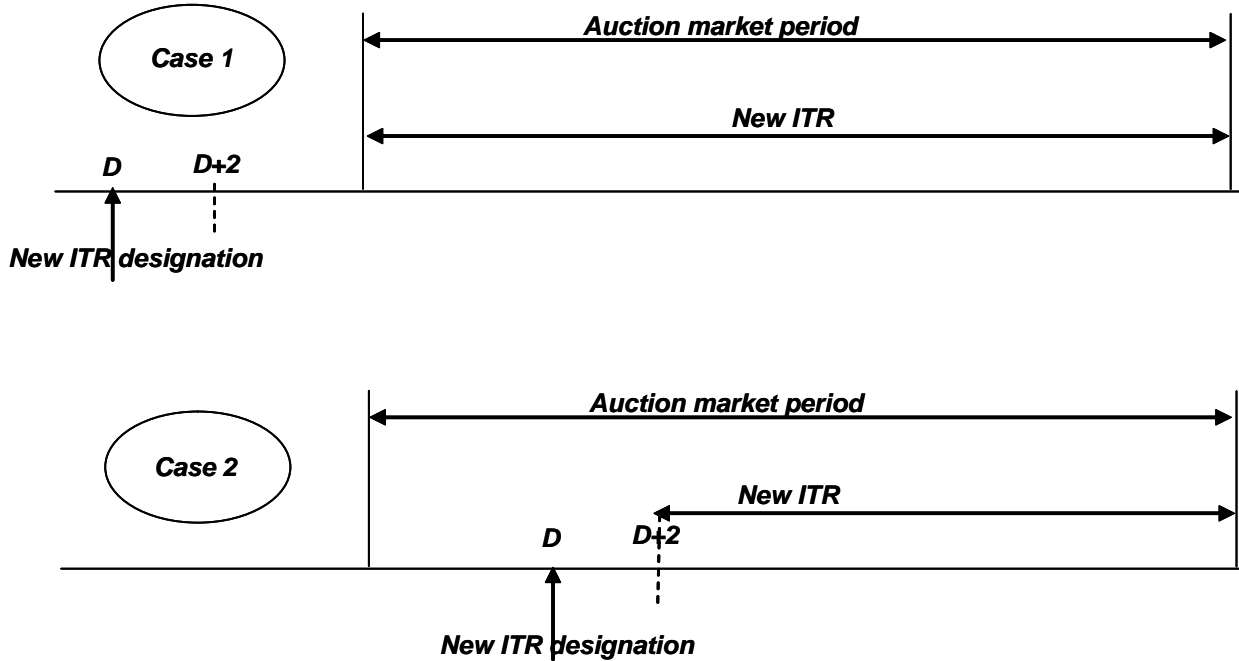 Auction market period
Case 1
New ITR
D
D+2
New ITR designation
Auction market period
Case 2
New ITR
D
D+2
New ITR designation